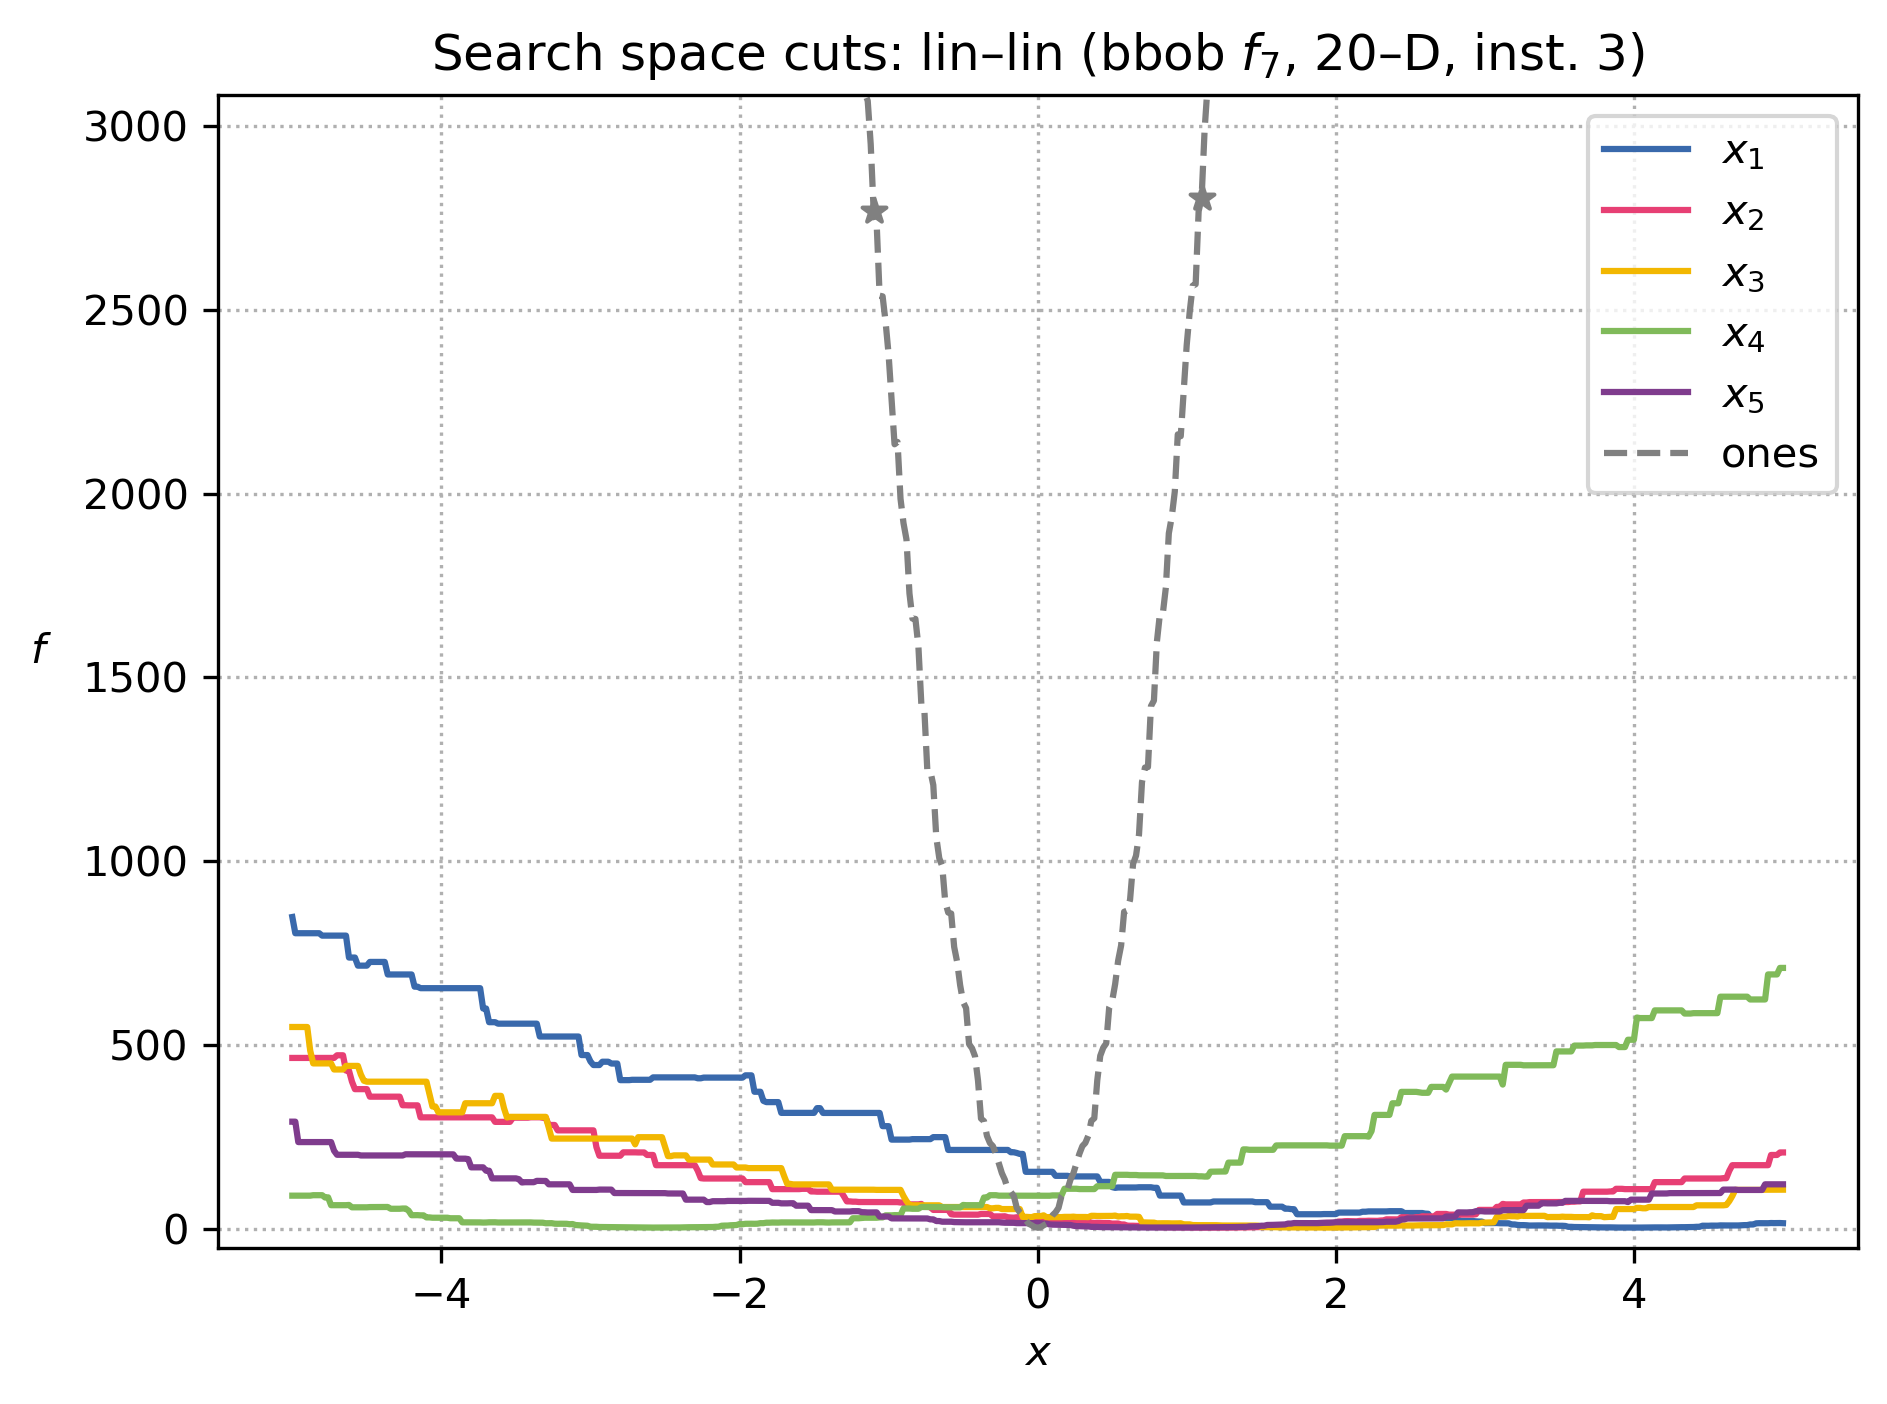 Search space cuts: lin–lin (bbob f₇, 20–D, inst. 3)
3000
2500
2000
1500
1000
500
0
f
−4
−2
0
2
4
x
x₁
x₂
x₃
x₄
x₅
ones